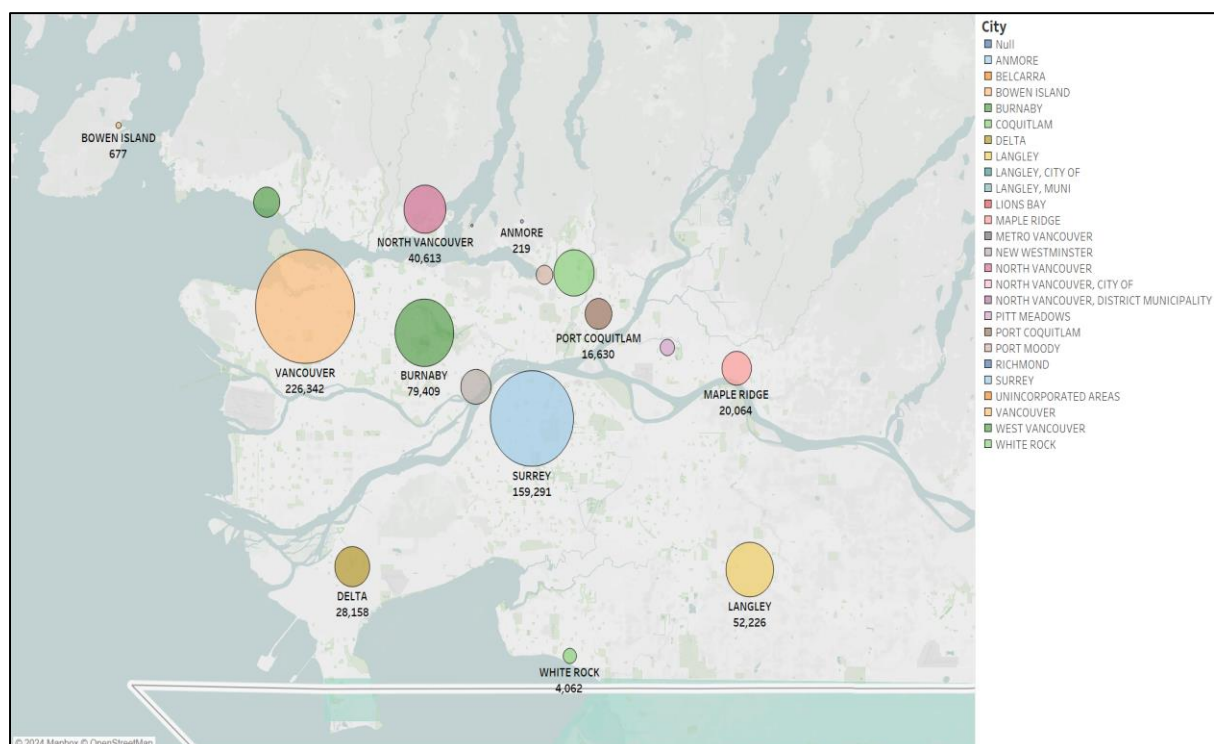 BOWEN ISLAND
677
NORTH VANCOUVER
40,613
ANMORE
219
VANCOUVER
226,342
BURNABY
79,409
PORT COQUITLAM
16,630
MAPLE RIDGE
20,064
SURREY
159,291
DELTA
28,158
LANGLEY
52,226
WHITE ROCK
4,062
© 2024 Mapbox © OpenStreetMap
City
Null
ANMORE
BELCARRA
BOWEN ISLAND
BURNABY
COQUITLAM
DELTA
LANGLEY
LANGLEY, CITY OF
LANGLEY, MUNI
LIONS BAY
MAPLE RIDGE
METRO VANCOUVER
NEW WESTMINSTER
NORTH VANCOUVER
NORTH VANCOUVER, CITY OF
NORTH VANCOUVER, DISTRICT MUNICIPALITY
PITT MEADOWS
PORT COQUITLAM
PORT MOODY
RICHMOND
SURREY
UNINCORPORATED AREAS
VANCOUVER
WEST VANCOUVER
WHITE ROCK